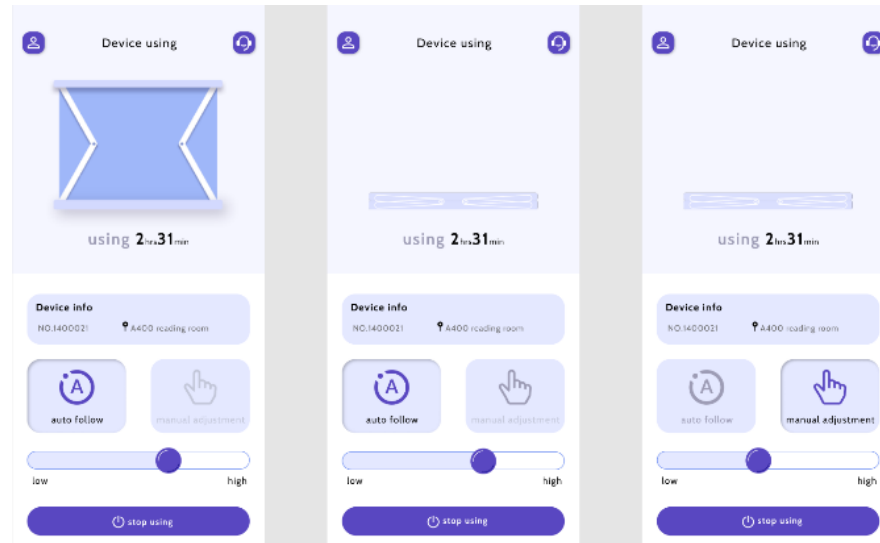 Device using
using 2hrs31min
Device info
NO.1400021 A400 reading room
A
auto follow manual adjustment
low high
stop using
Device using
using 2hrs31min
Device info
NO.1400021 A400 reading room
A
auto follow manual adjustment
low high
stop using
Device using
using 2hrs31min
Device info
NO.1400021 A400 reading room
A
auto follow manual adjustment
low high
stop using